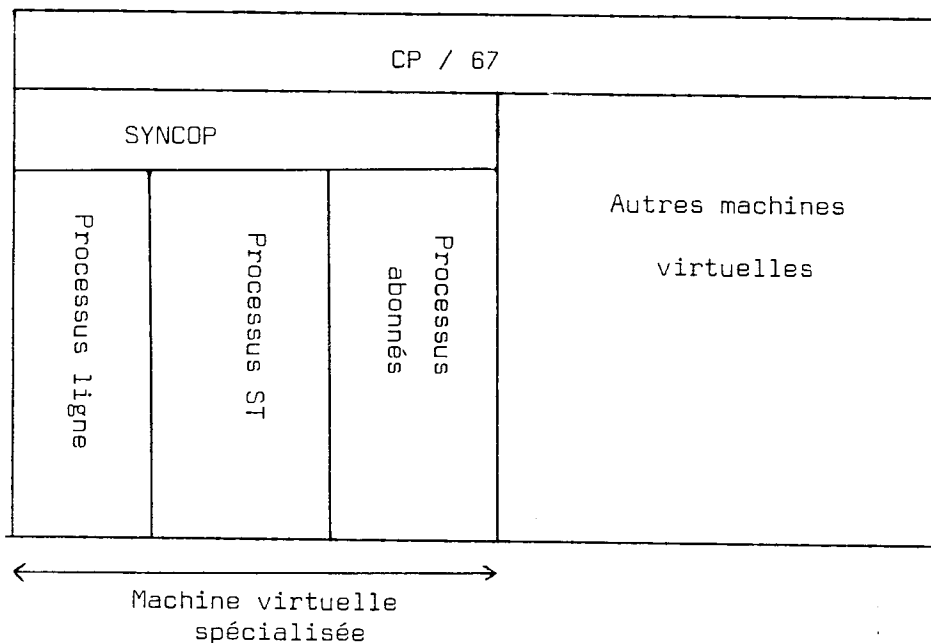 CP / 67
SYNCOP
Processus ligne
Processus ST
Processus
abonnés
Autres machines
virtuelles
Machine virtuelle
spécialisée